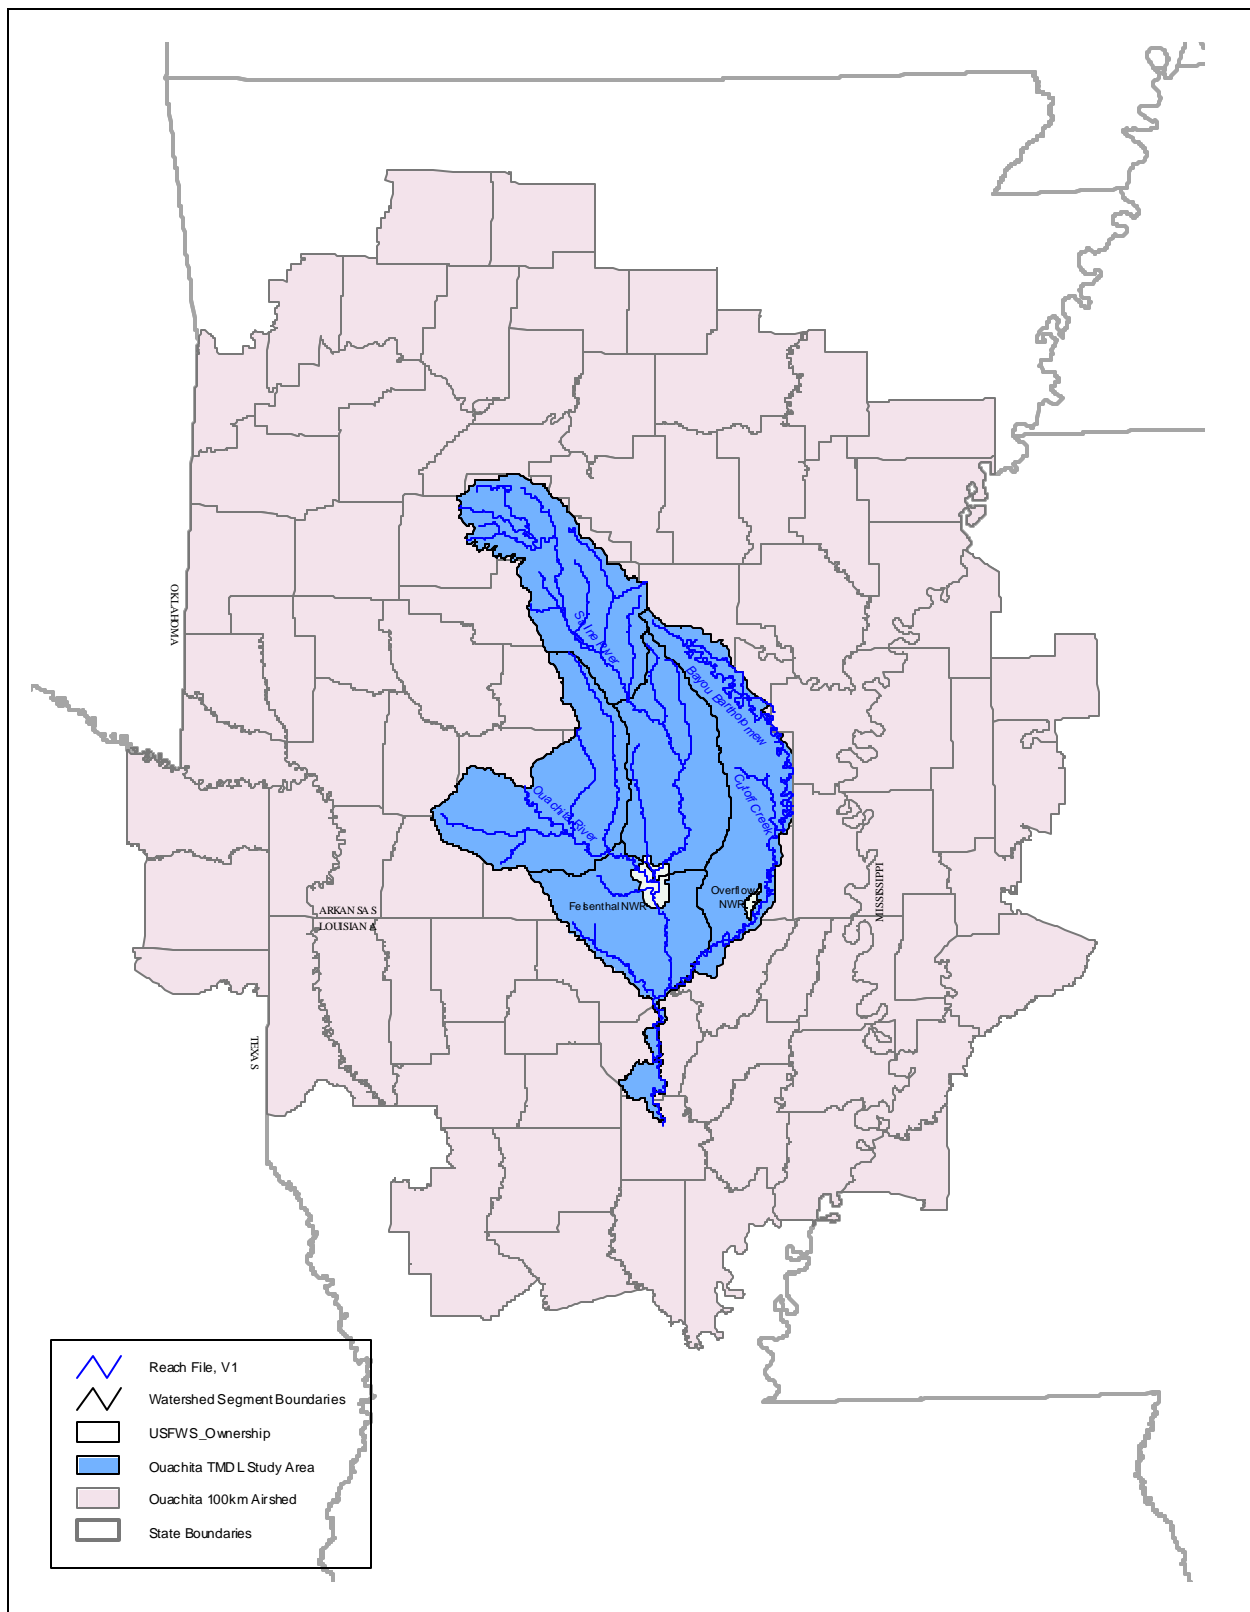 OKLAHOMA
Saline River
Bayou Bartholomew
Cutoff Creek
Ouachita River
MISSISSIPPI
Overflow
NWR
Felsenthal NWR
ARKANSAS
LOUISIANA
TEXAS
Reach File, V1
Watershed Segment Boundaries
USFWS_Ownership
Ouachita TMDL Study Area
Ouachita 100km Airshed
State Boundaries